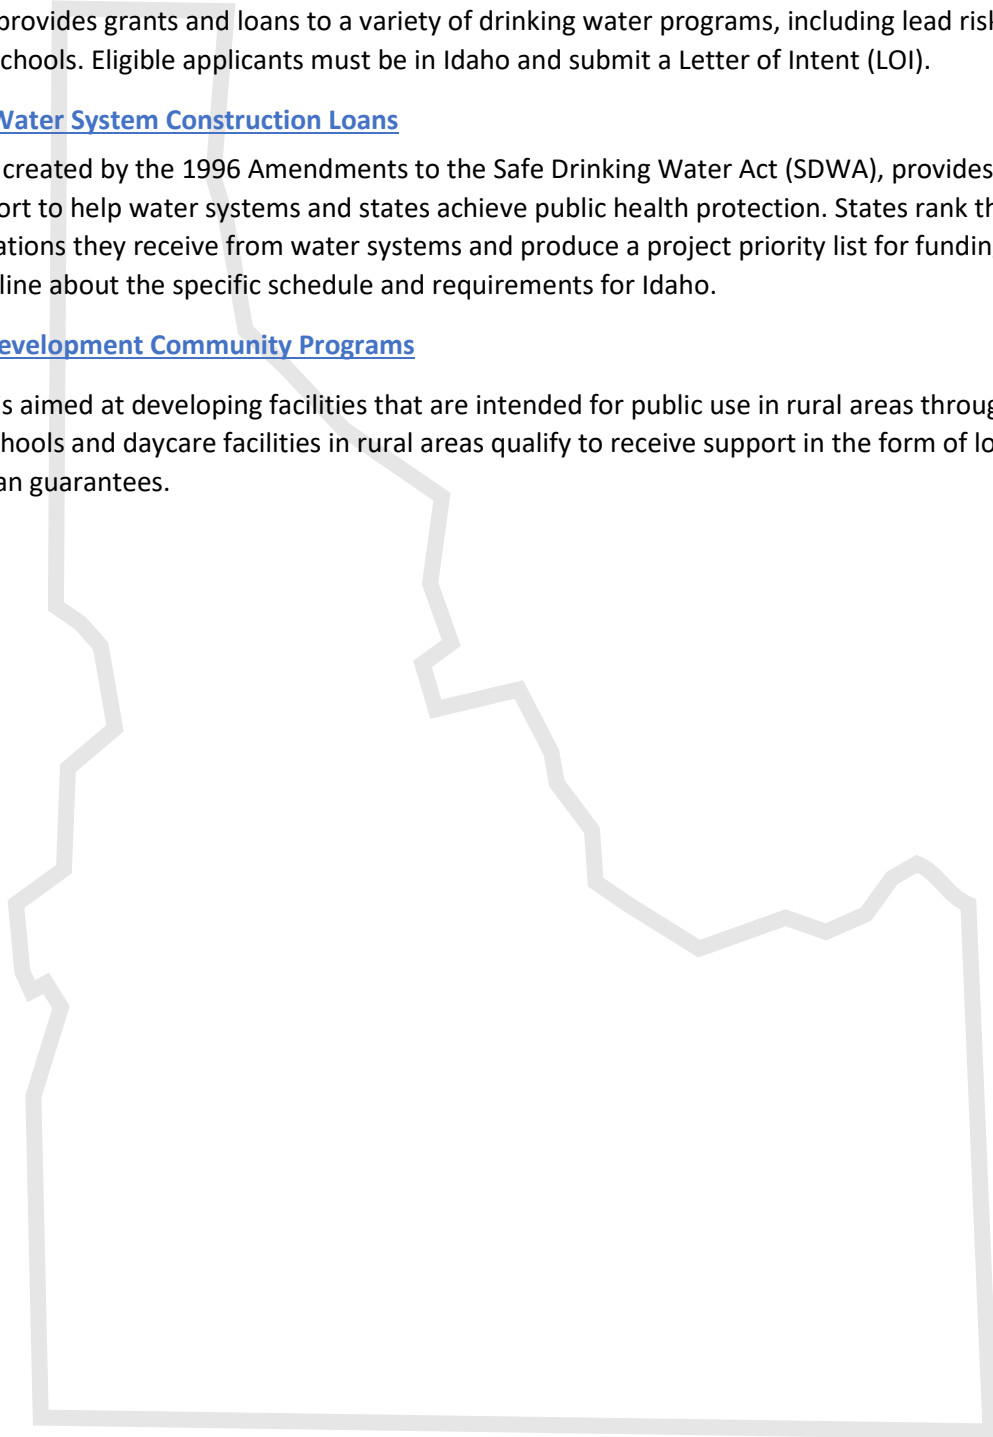 provides grants and loans to a variety of drinking water programs, including lead risk
chools. Eligible applicants must be in Idaho and submit a Letter of Intent (LOI).
Water System Construction Loans
created by the 1996 Amendments to the Safe Drinking Water Act (SDWA), provides
ort to help water systems and states achieve public health protection. States rank th
ations they receive from water systems and produce a project priority list for fundin
line about the specific schedule and requirements for Idaho.
evelopment Community Programs
s aimed at developing facilities that are intended for public use in rural areas throug
hools and daycare facilities in rural areas qualify to receive support in the form of lo
an guarantees.